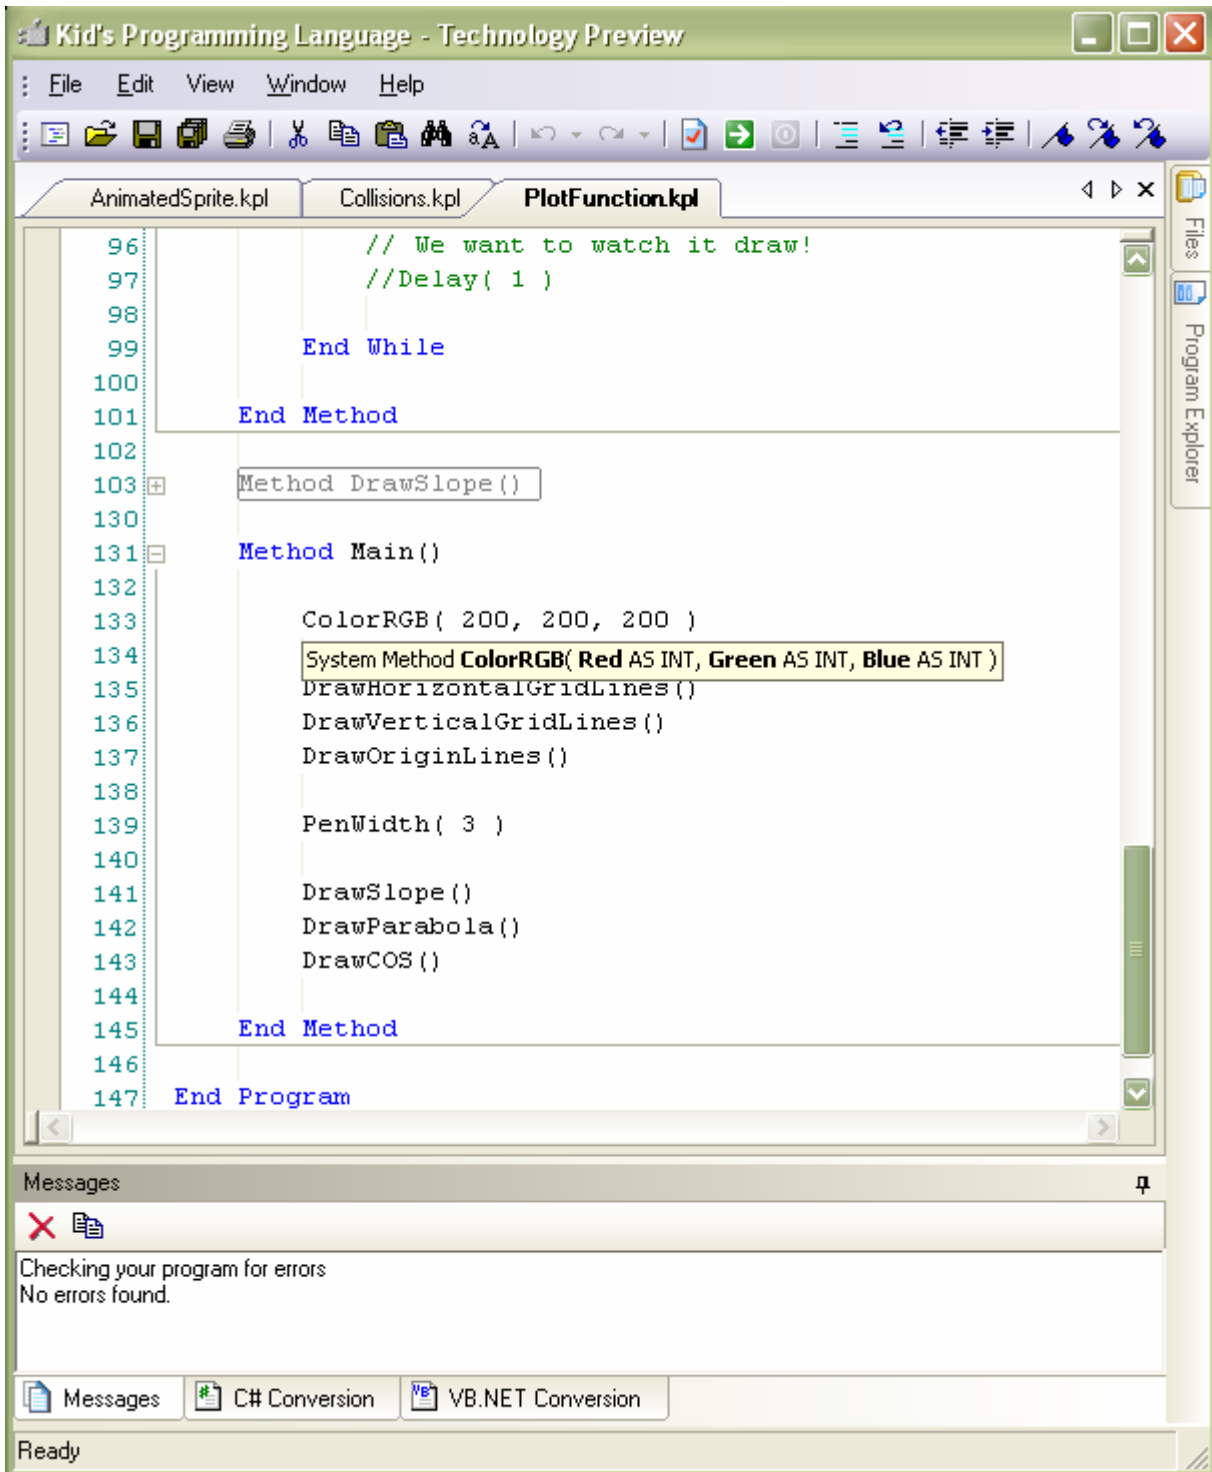 Kid's Programming Language - Technology Preview
File Edit View Window Help
AnimatedSprite.kpl Collisions.kpl PlotFunction.kpl
Files
Program Explorer
96 // We want to watch it draw!
97 //Delay( 1 )
98
99 End While
100
101 End Method
102
103 Method DrawSlope()
130
131 Method Main()
132
133 ColorRGB( 200, 200, 200 )
134 System Method ColorRGB( Red AS INT, Green AS INT, Blue AS INT )
135 DrawHorizontalGridLines()
136 DrawVerticalGridLines()
137 DrawOriginLines()
138
139 PenWidth( 3 )
140
141 DrawSlope()
142 DrawParabola()
143 DrawCOS()
144
145 End Method
146
147 End Program
Messages
Checking your program for errors
No errors found.
Messages C# Conversion VB.NET Conversion
Ready